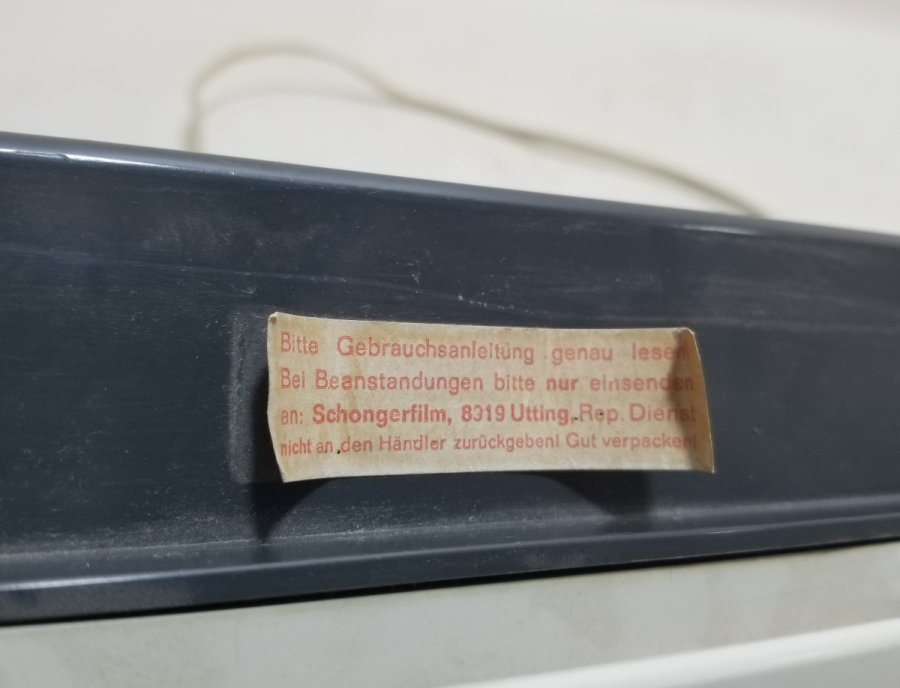 Bitte Gebrauchsanleitung genau lesen!
Bei Beanstandungen bitte nur einsenden
an: Schongerfilm, 8319 Utting, Rep. Dienst
nicht an den Händler zurückgeben! Gut verpacken!